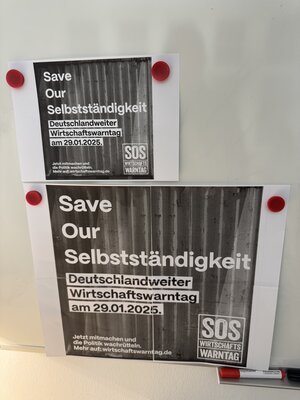 Save
Our
Selbstständigkeit
Deutschlandweiter
Wirtschaftswarntag
am 29.01.2025.
Jetzt mitmachen und
die Politik wachrütteln.
Mehr auf: wirtschaftswarntag.de
SOS
WIRTSCHAFTS
WARNTAG
Save
Our
Selbstständigkeit
Deutschlandweiter
Wirtschaftswarntag
am 29.01.2025.
Jetzt mitmachen und
die Politik wachrütteln.
Mehr auf: wirtschaftswarntag.de
SOS
WIRTSCHAFTS
WARNTAG